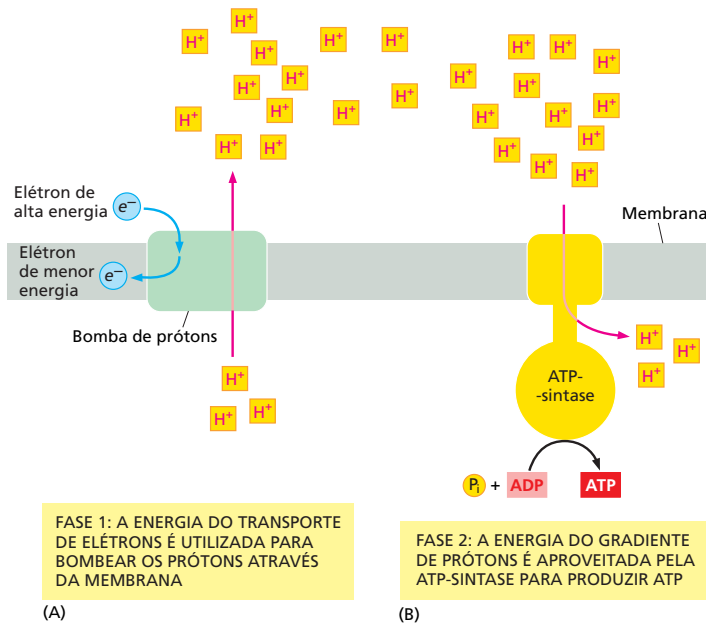 H+ H+ H+ H+
H+ H+ H+
H+ H+ H+
H+ H+ H+
H+ H+ H+
H+ H+ H+ H+
H+ H+ H+
H+ H+ H+
Elétron de
alta energia e–
Elétron
de menor
energia e–
Membrana
Bomba de prótons
H+
H+ H+
H+
H+
H+
ATP-
-sintase
Pi + ADP ATP
FASE 1: A ENERGIA DO TRANSPORTE
DE ELÉTRONS É UTILIZADA PARA
BOMBEAR OS PRÓTONS ATRAVÉS
DA MEMBRANA
(A)
FASE 2: A ENERGIA DO GRADIENTE
DE PRÓTONS É APROVEITADA PELA
ATP-SINTASE PARA PRODUZIR ATP
(B)